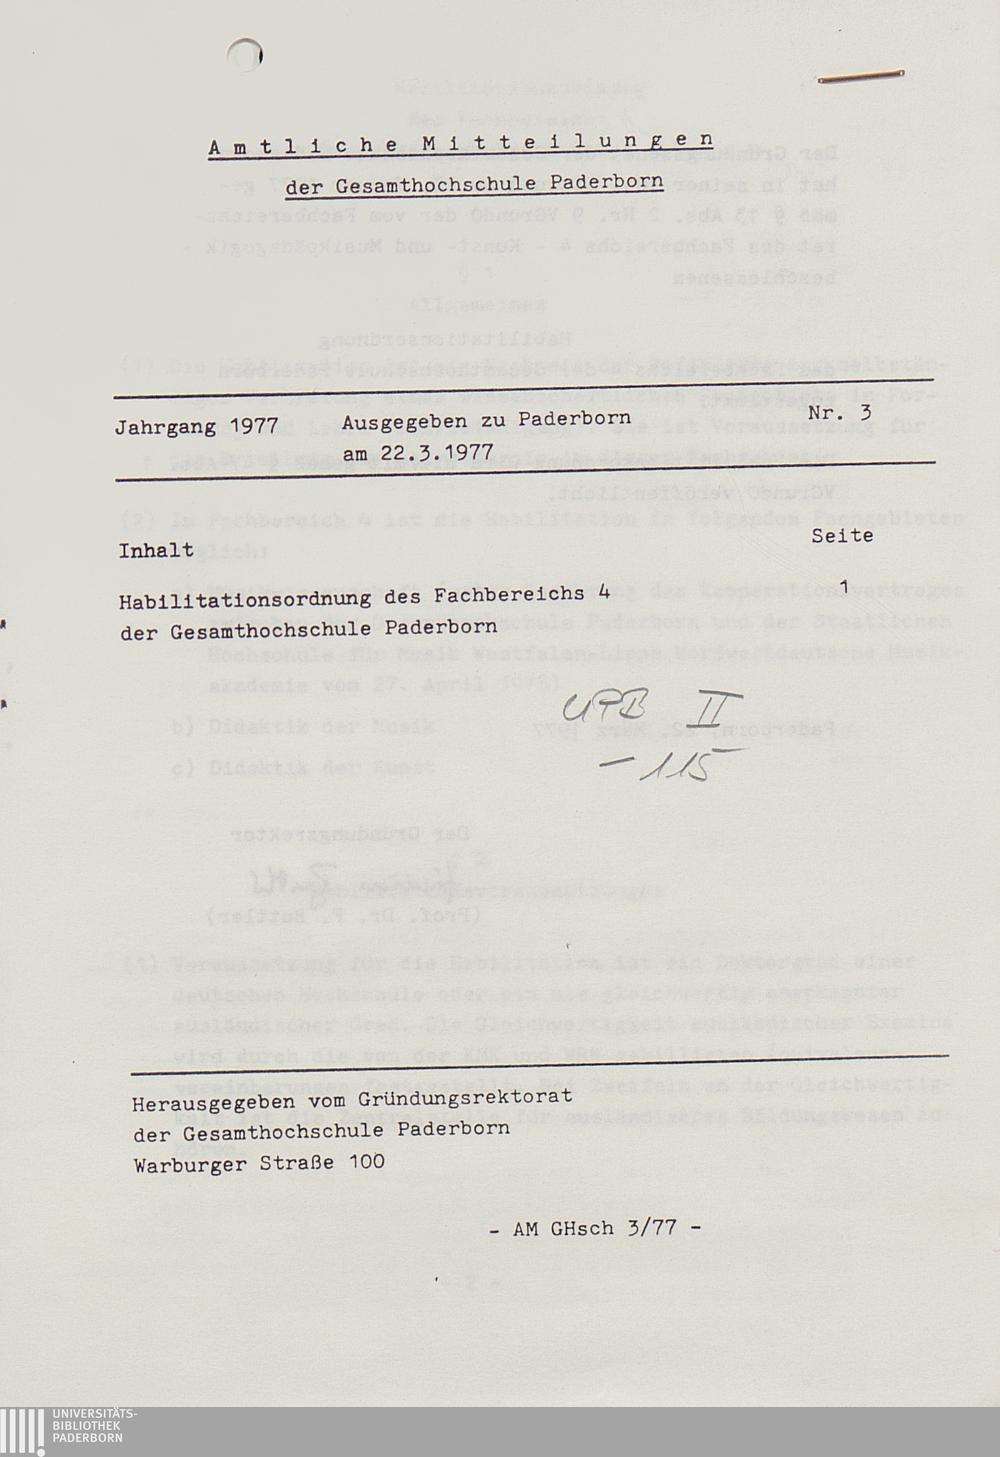 A m t l i c h e  M i t t e i l u n g e n
der Gesamthochschule Paderborn
Jahrgang 1977 Ausgegeben zu Paderborn Nr. 3
am 22.3.1977
Inhalt Seite
Habilitationsordnung des Fachbereichs 4 1
der Gesamthochschule Paderborn
UPB II
- 115
Herausgegeben vom Gründungsrektorat
der Gesamthochschule Paderborn
Warburger Straße 100
- AM GHsch 3/77 -
UNIVERSITÄTS-
BIBLIOTHEK
PADERBORN